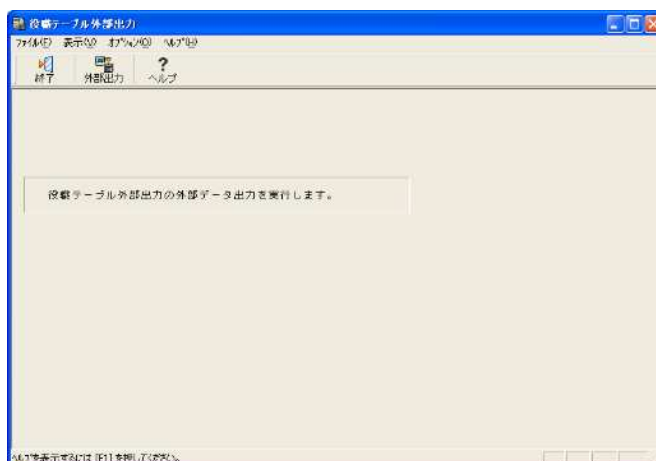 役職テーブル外部出力
ﾌｧｲﾙ(F) 表示(V) ｵﾌﾟｼｮﾝ(O) ﾍﾙﾌﾟ(H)
終了 外部出力 ヘルプ
役職テーブル外部出力の外部データ出力を実行します。
ﾍﾙﾌﾟを表示するには [F1] を押してください。